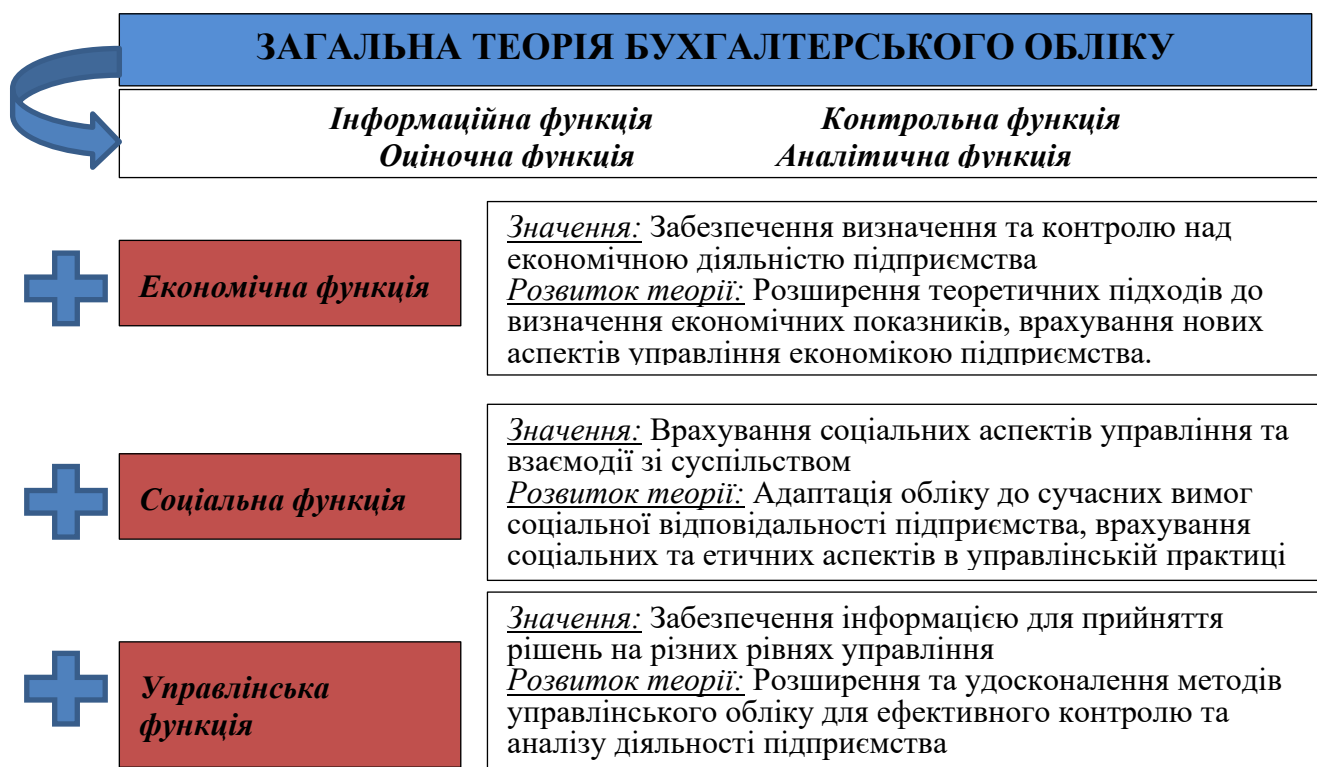 ЗАГАЛЬНА ТЕОРІЯ БУХГАЛТЕРСЬКОГО ОБЛІКУ
Інформаційна функція Контрольна функція
Оціночна функція Аналітична функція
Економічна функція
Значення: Забезпечення визначення та контролю над
економічною діяльністю підприємства
Розвиток теорії: Розширення теоретичних підходів до
визначення економічних показників, врахування нових
аспектів управління економікою підприємства.
Соціальна функція
Значення: Врахування соціальних аспектів управління та
взаємодії зі суспільством
Розвиток теорії: Адаптація обліку до сучасних вимог
соціальної відповідальності підприємства, врахування
соціальних та етичних аспектів в управлінській практиці
Управлінська
функція
Значення: Забезпечення інформацією для прийняття
рішень на різних рівнях управління
Розвиток теорії: Розширення та удосконалення методів
управлінського обліку для ефективного контролю та
аналізу діяльності підприємства